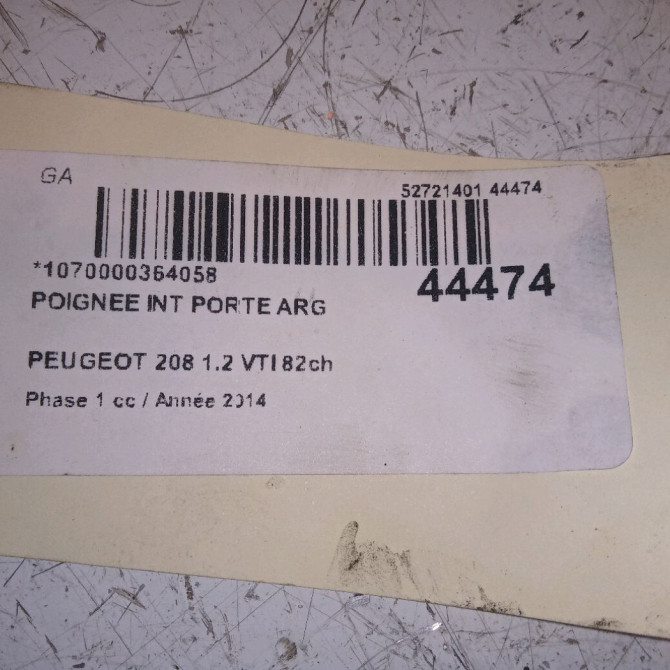 GA
52721401 44474
*1070000364058
44474
POIGNEE INT PORTE ARG
PEUGEOT 208 1.2 VTI 82ch
Phase 1 cc / Année 2014